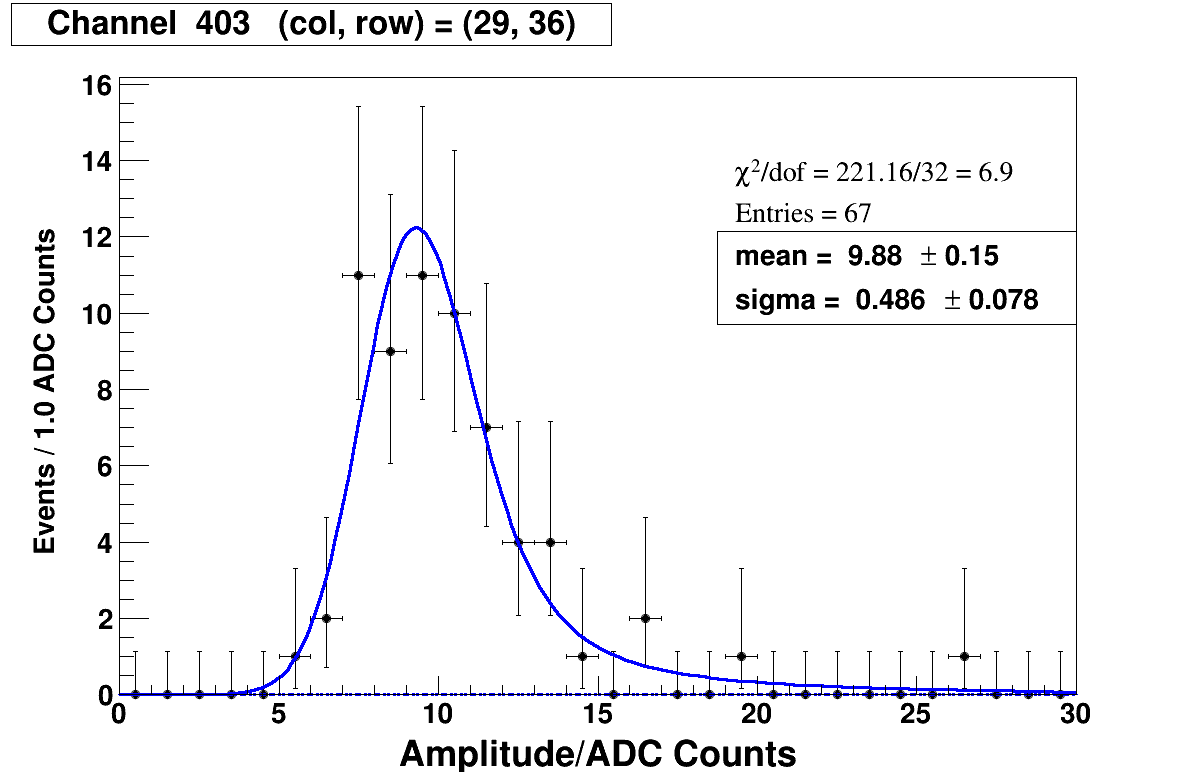 Channel 403 (col, row) = (29, 36)
16
14
12
10
8
6
4
2
0
Events / 1.0 ADC Counts
χ²/dof = 221.16/32 = 6.9
Entries = 67
mean = 9.88 ± 0.15
sigma = 0.486 ± 0.078
0 5 10 15 20 25 30
Amplitude/ADC Counts